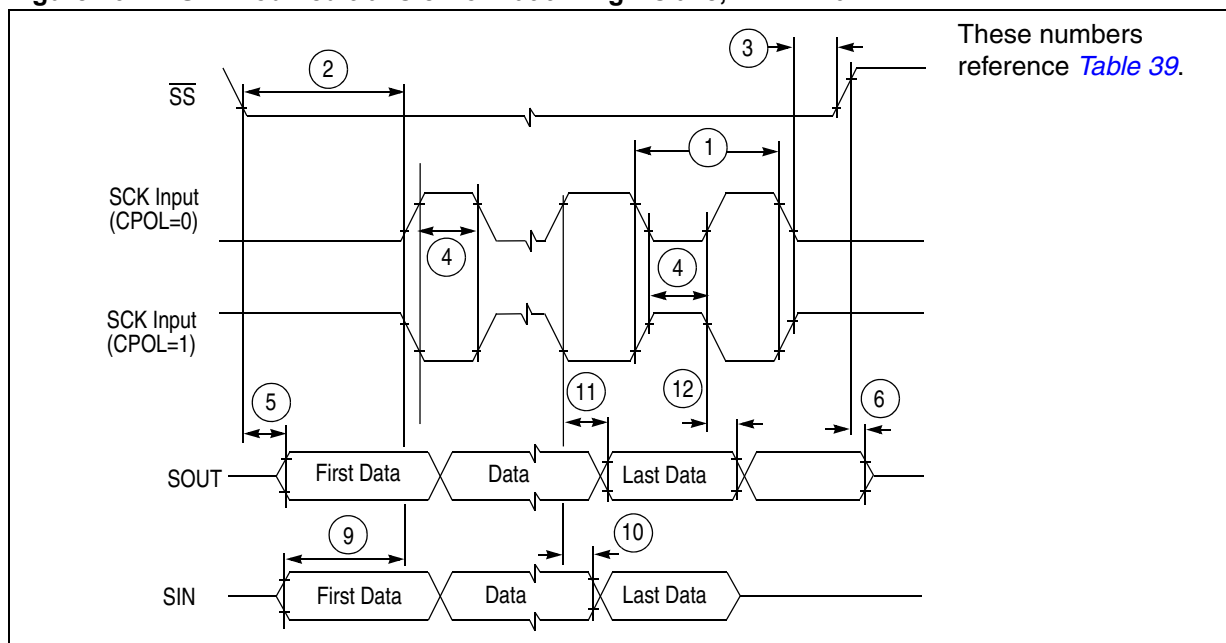 These numbers
reference Table 39.
3
2
SS
1
SCK Input
(CPOL=0)
4
4
SCK Input
(CPOL=1)
5
11
12
6
SOUT
First Data
Data
Last Data
9
10
SIN
First Data
Data
Last Data